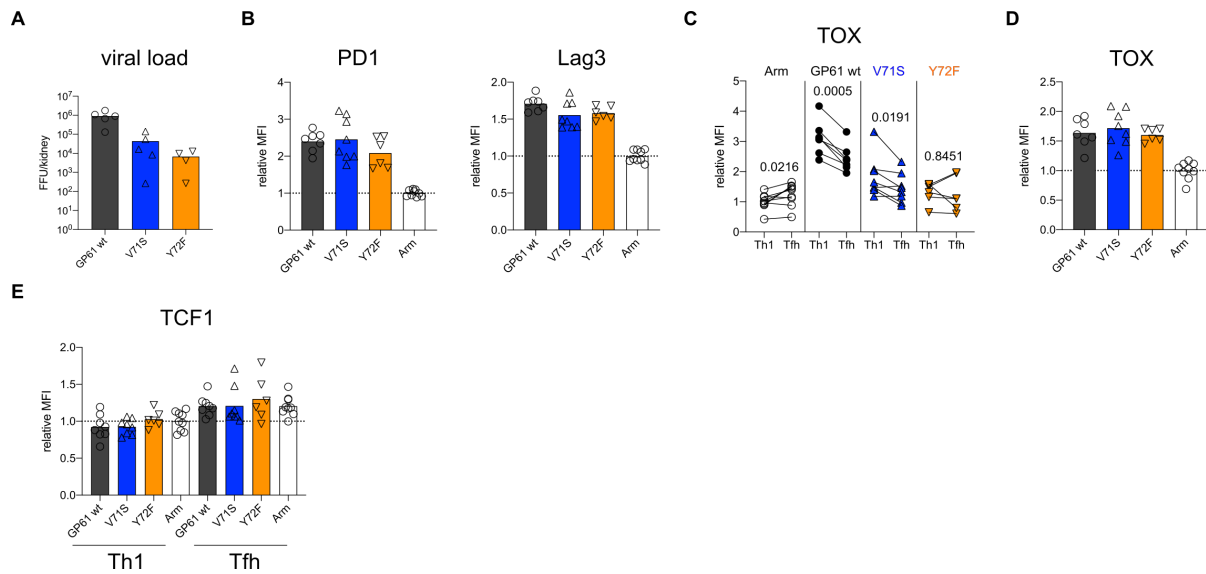 A
viral load
FFU/kidney
10⁷
10⁶
10⁵
10⁴
10³
10²
10¹
10⁰
GP61 wt
V71S
Y72F
B
PD1
relative MFI
4
3
2
1
0
GP61 wt
V71S
Y72F
Arm
Lag3
relative MFI
2.0
1.5
1.0
0.5
0.0
GP61 wt
V71S
Y72F
Arm
C
TOX
Arm GP61 wt V71S Y72F
relative MFI
5
4
3
2
1
0
0.0216
0.0005
0.0191
0.8451
Th1 Tfh Th1 Tfh Th1 Tfh Th1 Tfh
D
TOX
relative MFI
2.5
2.0
1.5
1.0
0.5
0.0
GP61 wt
V71S
Y72F
Arm
E
TCF1
relative MFI
2.0
1.5
1.0
0.5
0.0
GP61 wt
V71S
Y72F
Arm
GP61 wt
V71S
Y72F
Arm
Th1 Tfh